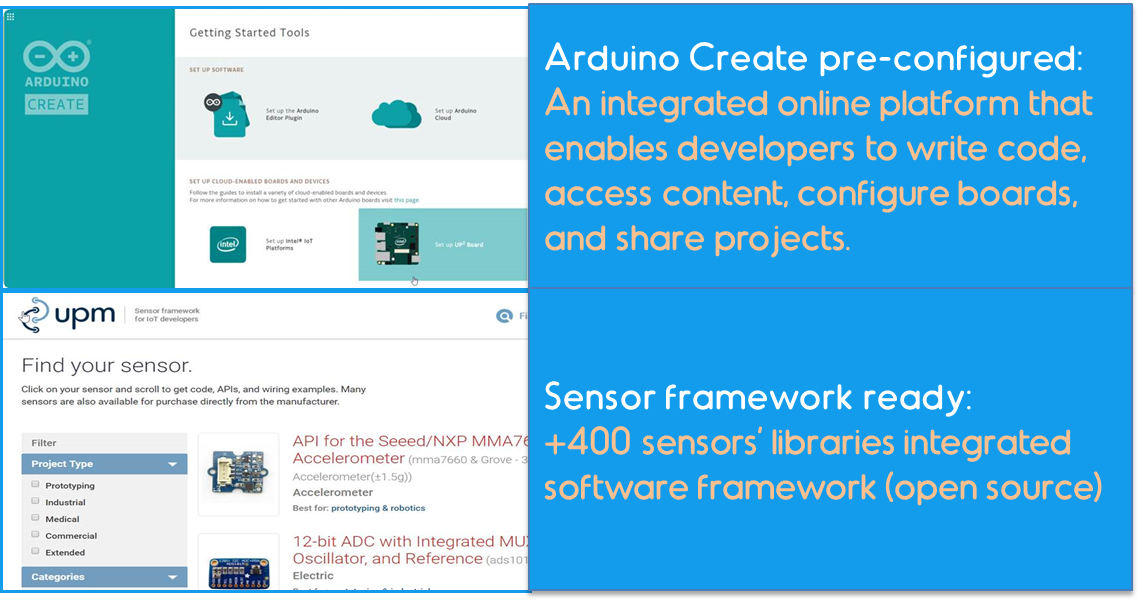 ARDUINO
CREATE
Getting Started Tools
SET UP SOFTWARE
Set up the Arduino
Editor Plugin
Set up Arduino
Cloud
SET UP CLOUD-ENABLED BOARDS AND DEVICES
Follow the guides to install a variety of cloud-enabled boards and devices.
For more information on how to get started with other Arduino boards visit this page
intel
Set up Intel® IoT
Platforms
intel
Set up UP² Board
Arduino Create pre-configured:
An integrated online platform that
enables developers to write code,
access content, configure boards,
and share projects.
upm
Sensor framework
for IoT developers
Fi
Find your sensor.
Click on your sensor and scroll to get code, APIs, and wiring examples. Many
sensors are also available for purchase directly from the manufacturer.
Filter
Project Type
Prototyping
Industrial
Medical
Commercial
Extended
Categories
API for the Seeed/NXP MMA76
Accelerometer (mma7660 & Grove - 3
Accelerometer(±1.5g))
Accelerometer
Best for: prototyping & robotics
12-bit ADC with Integrated MUX
Oscillator, and Reference (ads101
Electric
Sensor framework ready:
+400 sensors' libraries integrated
software framework (open source)